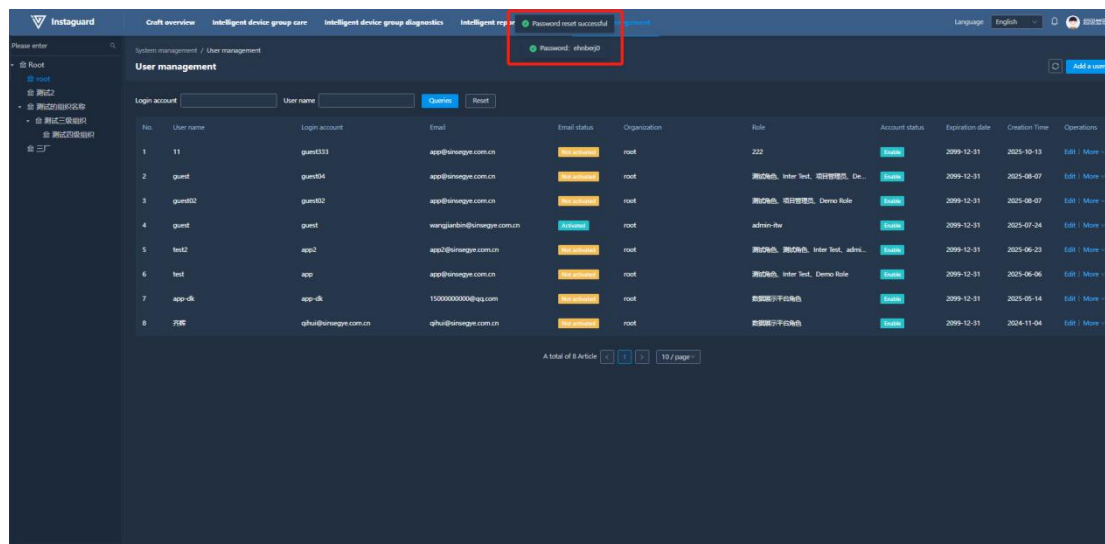 Instaguard
Craft overview Intelligent device group care Intelligent device group diagnostics Intelligent repor
Password reset successful
Language English
Please enter
System management / User management
Password: ehnberj0
Root
User management
Add a user
root
测试2
测试的组织名称
测试三级组织
测试四级组织
三厂
Login account User name Queries Reset
No. User name Login account Email Email status Organization Role Account status Expiration date Creation Time Operations
1 11 guest333 app@sinsegye.com.cn Not activated root 222 Enable 2099-12-31 2025-10-13 Edit | More
2 guest guest04 app@sinsegye.com.cn Not activated root 测试角色、Inter Test、项目管理员、De... Enable 2099-12-31 2025-08-07 Edit | More
3 guest02 guest02 app@sinsegye.com.cn Not activated root 测试角色、项目管理员、Demo Role Enable 2099-12-31 2025-08-07 Edit | More
4 guest guest wangjianbin@sinsegye.com.cn Activated root admin-itw Enable 2099-12-31 2025-07-24 Edit | More
5 test2 app2 app2@sinsegye.com.cn Not activated root 测试角色、测试角色、Inter Test、admi... Enable 2099-12-31 2025-06-23 Edit | More
6 test app app@sinsegye.com.cn Not activated root 测试角色、Inter Test、Demo Role Enable 2099-12-31 2025-06-06 Edit | More
7 app-dk app-dk 15000000000@qq.com Not activated root 数据展示平台角色 Enable 2099-12-31 2025-05-14 Edit | More
8 qihui@sinsegye.com.cn qihui@sinsegye.com.cn Not activated root 数据展示平台角色 Enable 2099-12-31 2024-11-04 Edit | More
A total of 8 Article < 1 > 10 / page